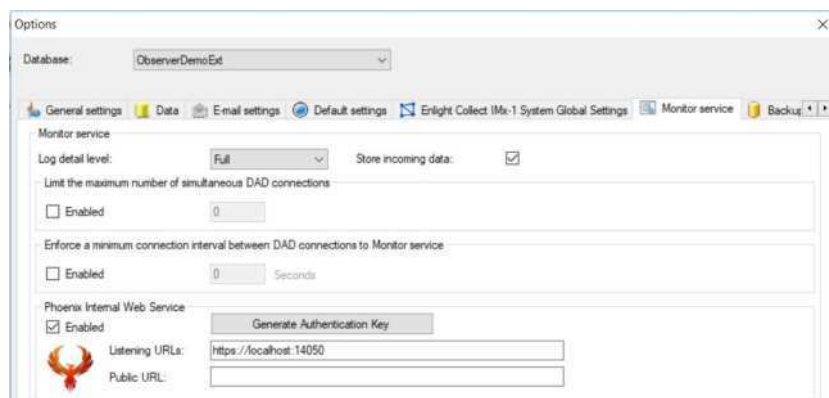 Options
Database: ObserverDemoExt
General settings Data E-mail settings Default settings Enlight Collect IMx-1 System Global Settings Monitor service Backup
Monitor service
Log detail level: Full Store incoming data:
Limit the maximum number of simultaneous DAD connections
Enabled 0
Enforce a minimum connection interval between DAD connections to Monitor service
Enabled 0 Seconds
Phoenix Internal Web Service
Enabled Generate Authentication Key
Listening URLs: https://localhost:14050
Public URL: